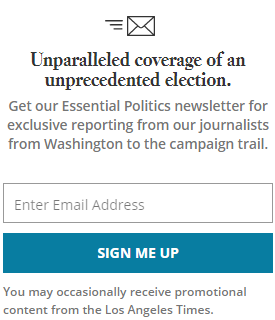 Unparalleled coverage of an
unprecedented election.
Get our Essential Politics newsletter for
exclusive reporting from our journalists
from Washington to the campaign trail.
Enter Email Address
SIGN ME UP
You may occasionally receive promotional
content from the Los Angeles Times.